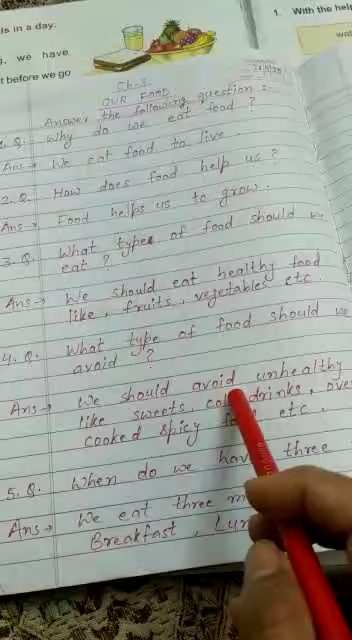 is in a day.
we have
t before we go
1. With the help
wat
Ch-3.
OUR FOOD
Answer the following question:
1. Q. Why do we eat food?
Ans → We eat food to live
2. Q. How does food help us?
Ans → Food helps us to grow.
3. Q. What types of food should we
eat?
Ans → We should eat healthy food
like, fruits, vegetables etc.
4. Q. What type of food should we
avoid?
Ans → We should avoid unhealthy
like sweets, drinks, over
cooked spicy etc.
5. Q. When do we have three
Ans → We eat three
Breakfast,